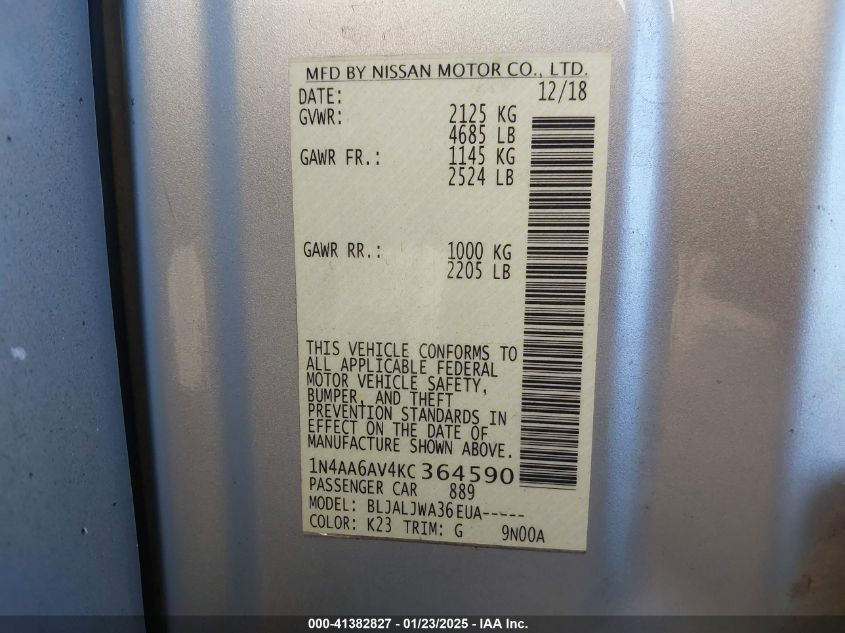 MFD BY NISSAN MOTOR CO., LTD.
DATE: 12/18
GVWR: 2125 KG
4685 LB
GAWR FR.: 1145 KG
2524 LB
GAWR RR.: 1000 KG
2205 LB
THIS VEHICLE CONFORMS TO
ALL APPLICABLE FEDERAL
MOTOR VEHICLE SAFETY,
BUMPER, AND THEFT
PREVENTION STANDARDS IN
EFFECT ON THE DATE OF
MANUFACTURE SHOWN ABOVE.
1N4AA6AV4KC364590
PASSENGER CAR 889
MODEL: BLJALJWA36EUA-----
COLOR: K23 TRIM: G 9N00A
000-41382827 - 01/23/2025 - IAA Inc.